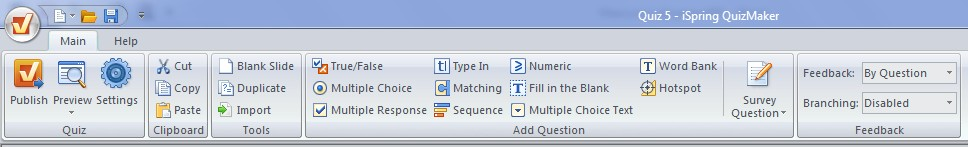 Quiz 5 - iSpring QuizMaker
Main Help
Publish Preview Settings
Quiz
Cut
Copy
Paste
Clipboard
Blank Slide
Duplicate
Import
Tools
True/False Type In Numeric Word Bank
Multiple Choice Matching Fill in the Blank Hotspot
Multiple Response Sequence Multiple Choice Text
Survey
Question
Add Question
Feedback: By Question
Branching: Disabled
Feedback